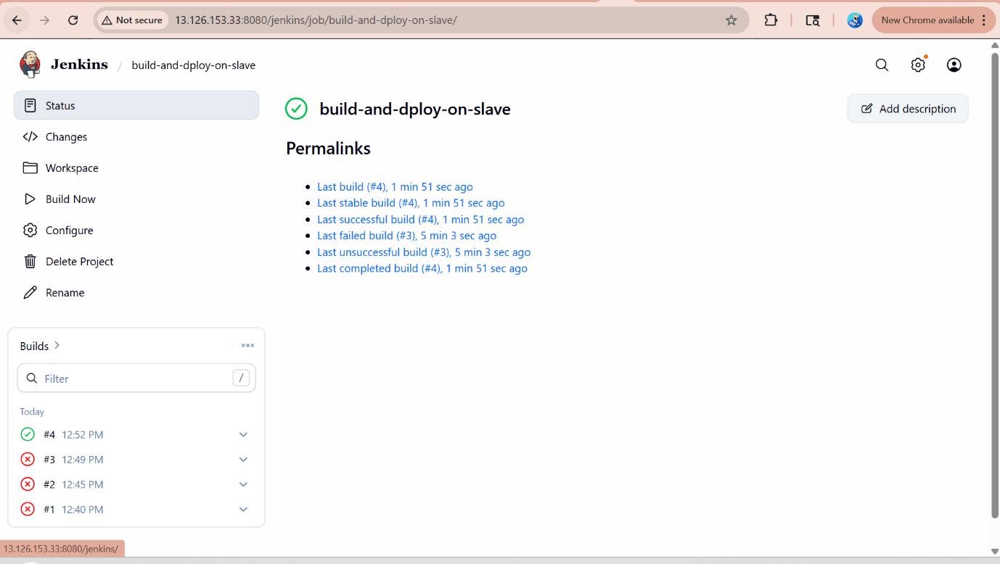 Not secure 13.126.153.33:8080/jenkins/job/build-and-dploy-on-slave/ New Chrome available
Jenkins / build-and-dploy-on-slave
Status
Changes
Workspace
Build Now
Configure
Delete Project
Rename
build-and-dploy-on-slave
Add description
Permalinks
Last build (#4), 1 min 51 sec ago
Last stable build (#4), 1 min 51 sec ago
Last successful build (#4), 1 min 51 sec ago
Last failed build (#3), 5 min 3 sec ago
Last unsuccessful build (#3), 5 min 3 sec ago
Last completed build (#4), 1 min 51 sec ago
Builds
Filter /
Today
#4 12:52 PM
#3 12:49 PM
#2 12:45 PM
#1 12:40 PM
13.126.153.33:8080/jenkins/